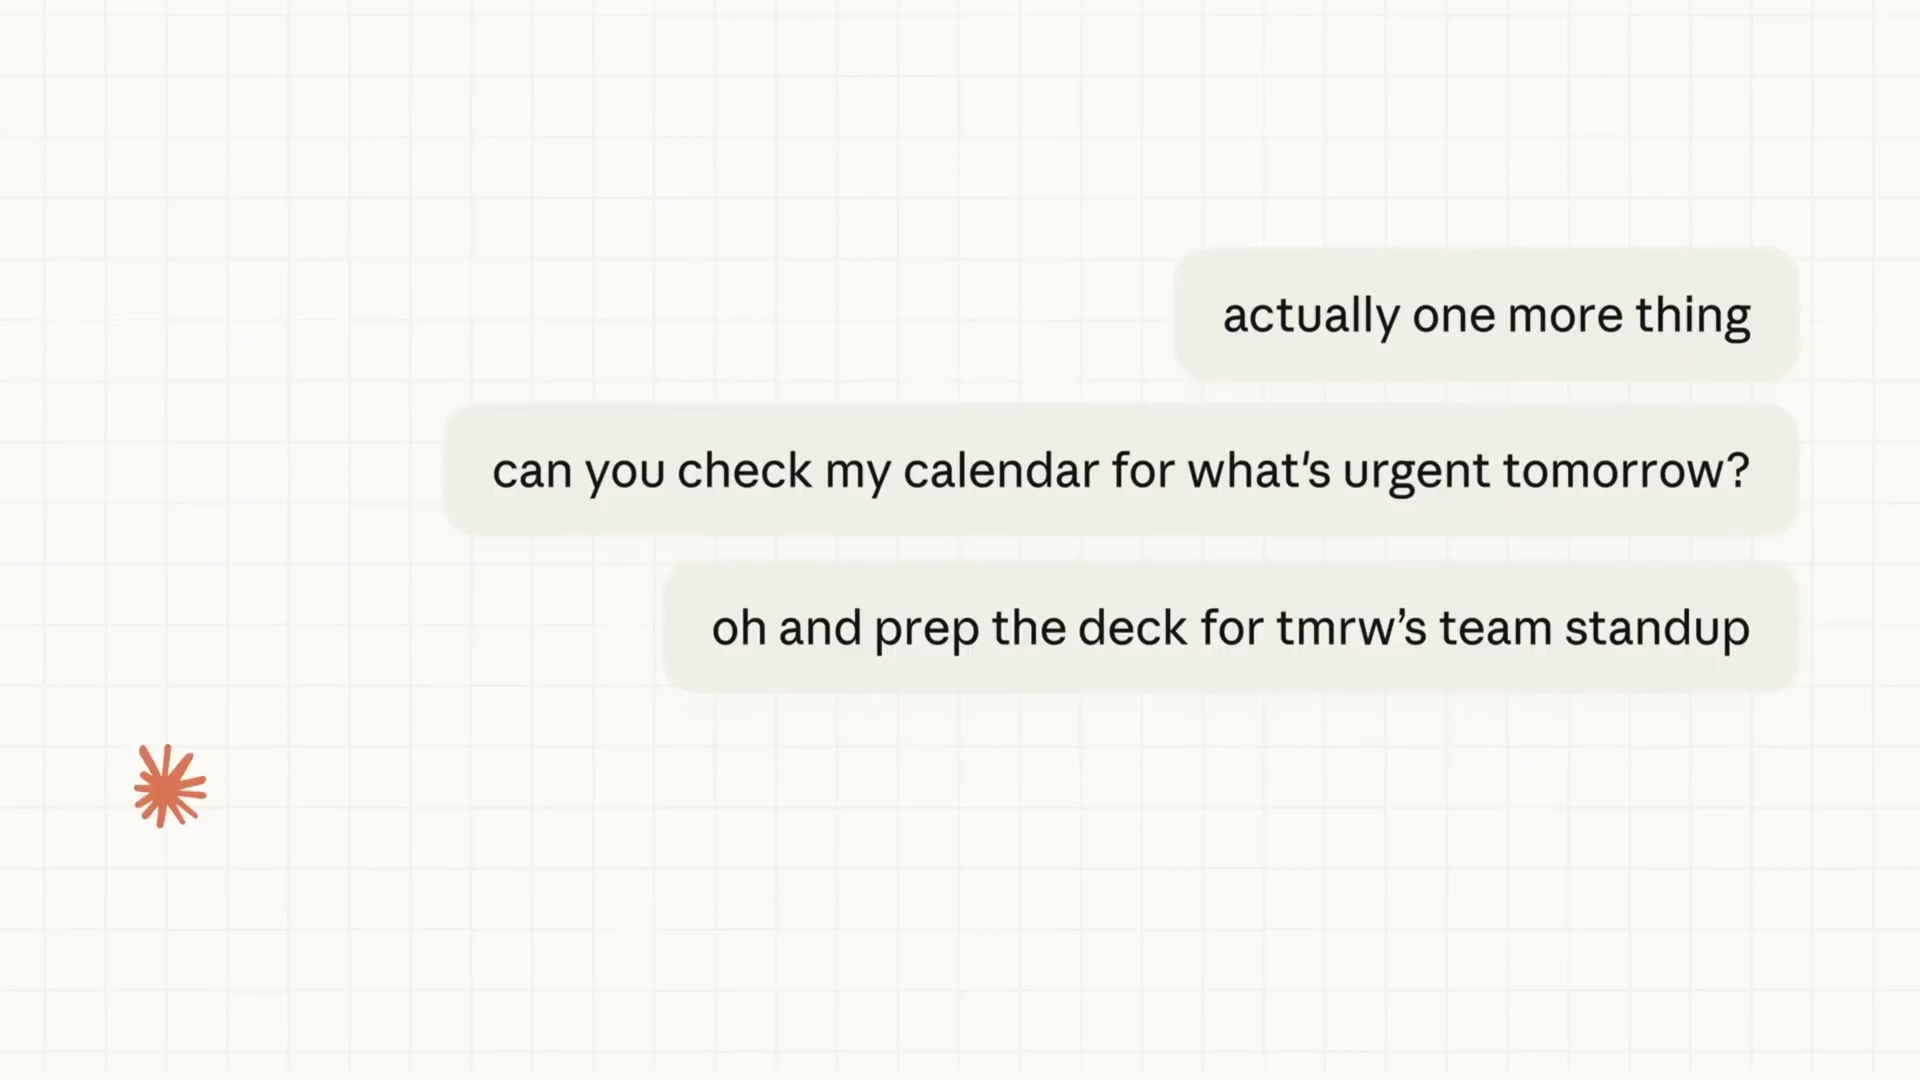 actually one more thing
can you check my calendar for what's urgent tomorrow?
oh and prep the deck for tmrw’s team standup